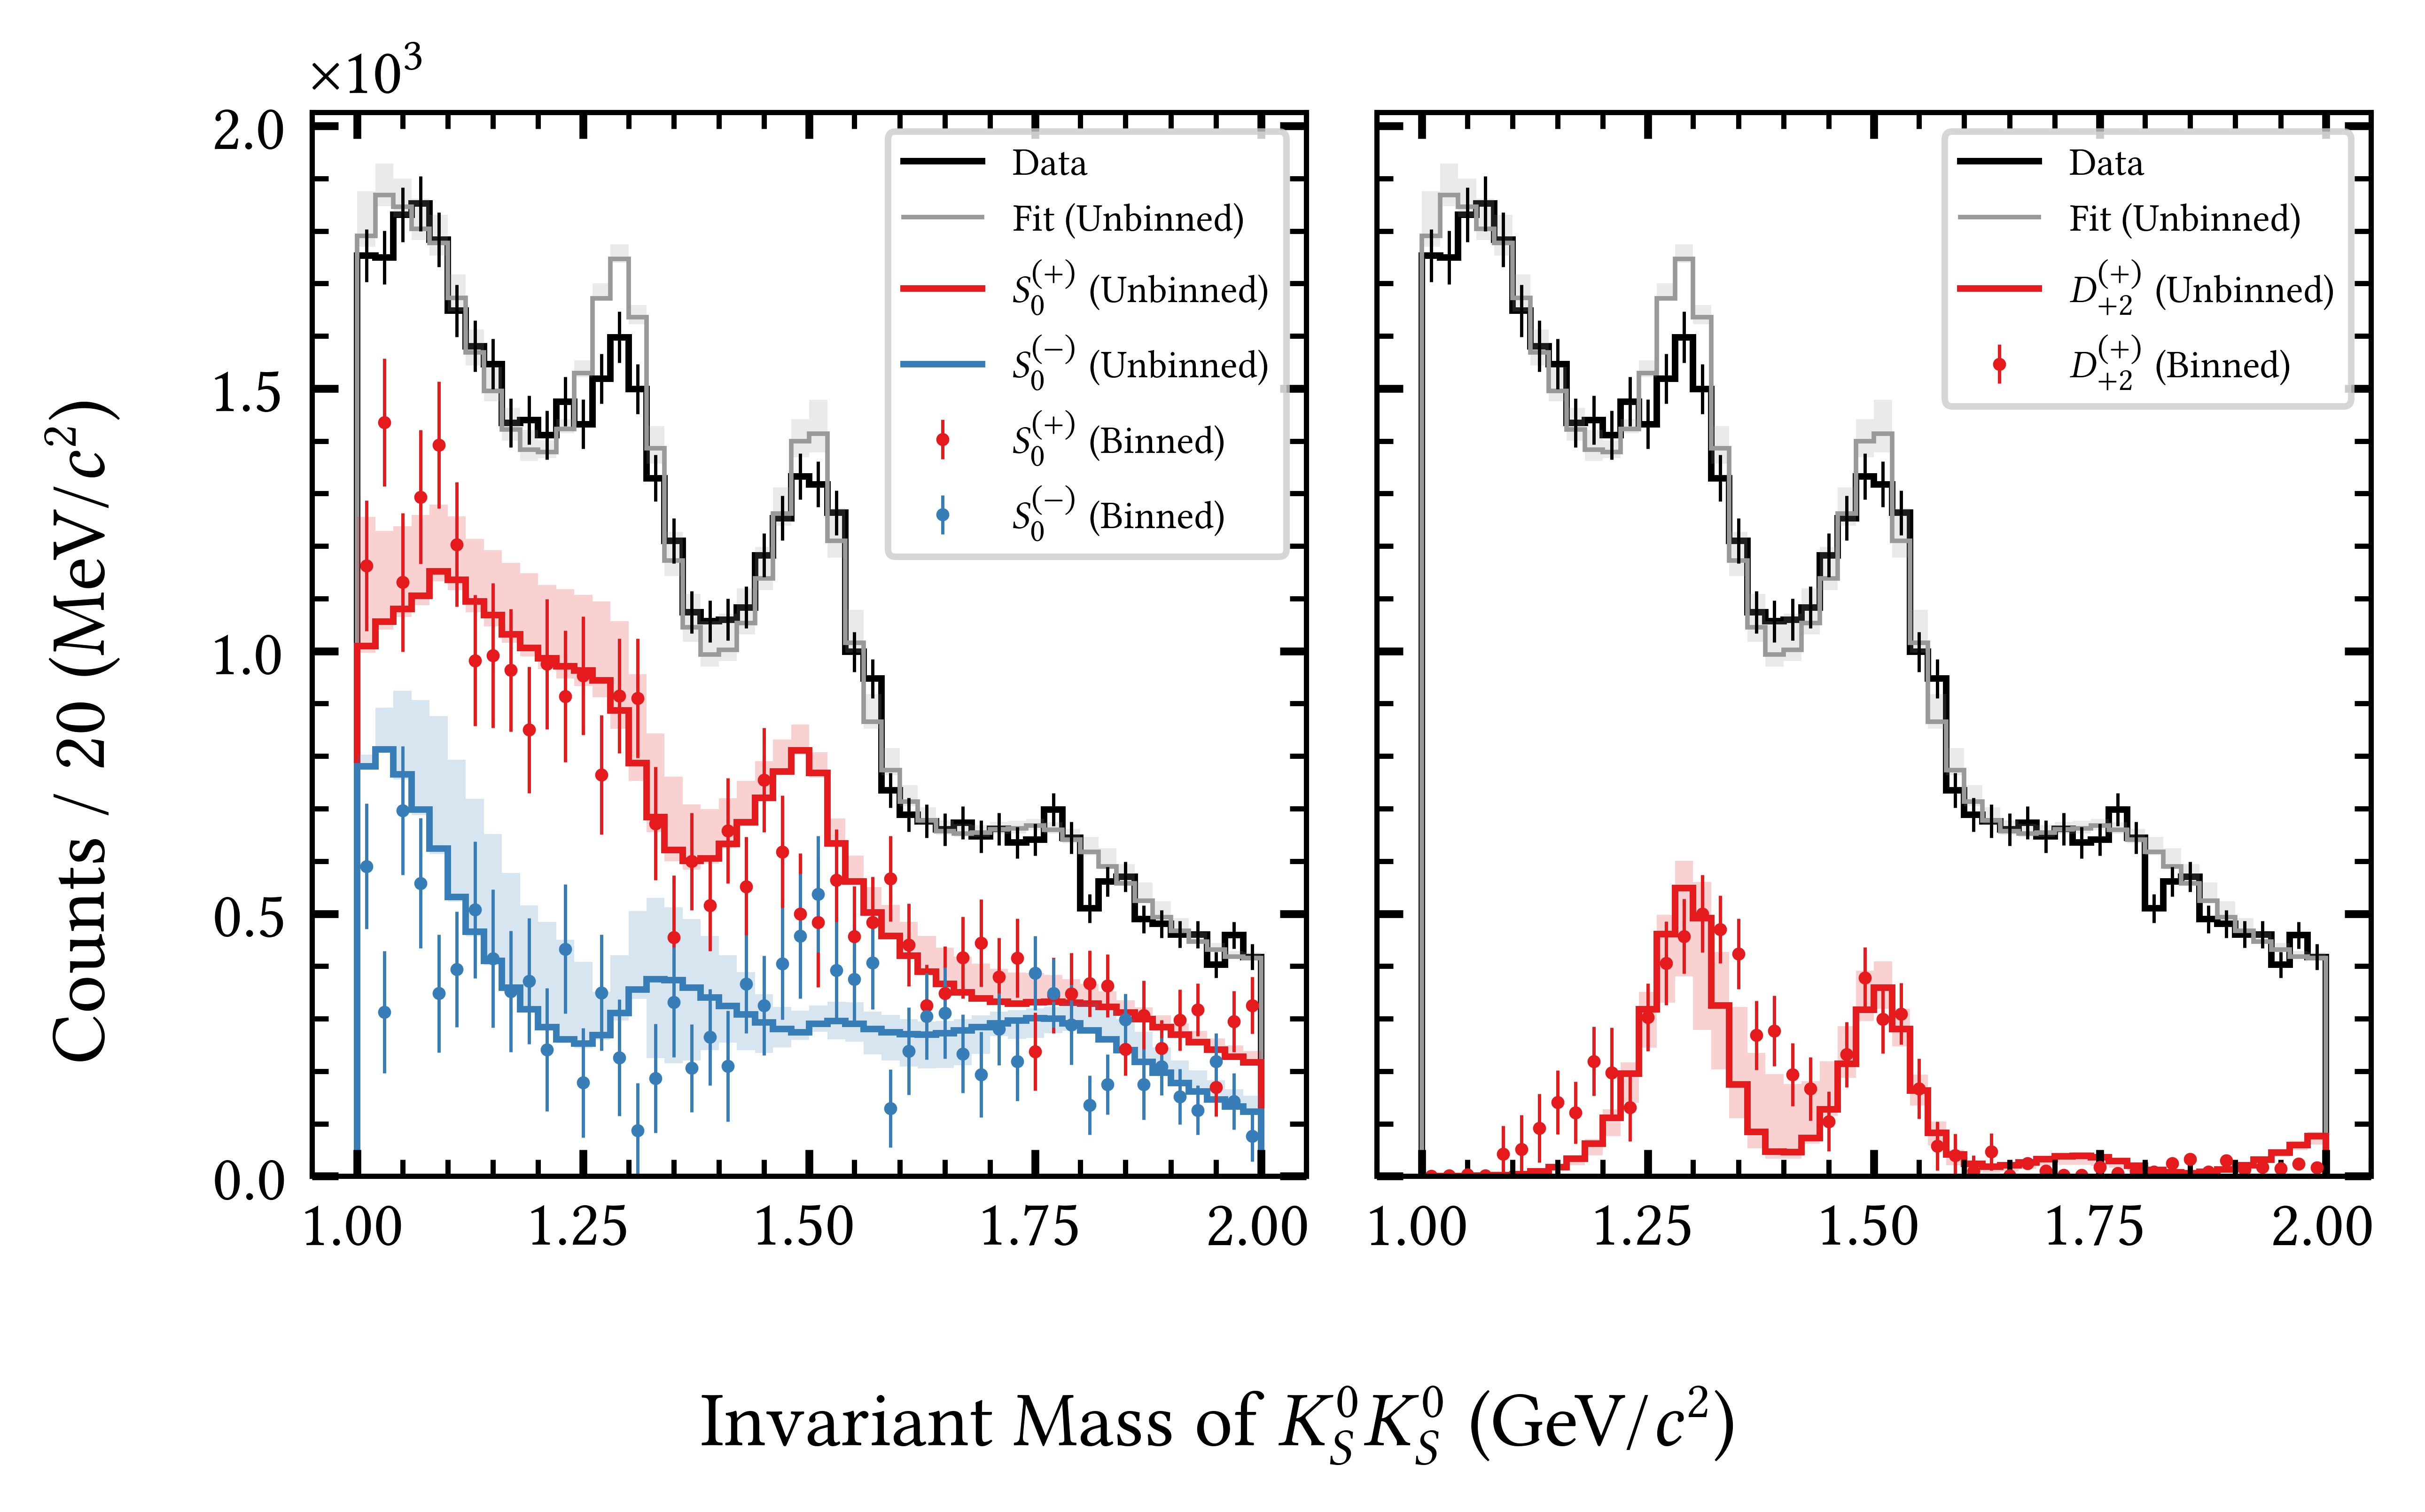 ×10³
2.0
1.5
1.0
0.5
0.0
Counts / 20 (MeV/c²)
1.00 1.25 1.50 1.75 2.00
Data
Fit (Unbinned)
S₀⁽⁺⁾ (Unbinned)
S₀⁽⁻⁾ (Unbinned)
S₀⁽⁺⁾ (Binned)
S₀⁽⁻⁾ (Binned)
1.00 1.25 1.50 1.75 2.00
Data
Fit (Unbinned)
D₊₂⁽⁺⁾ (Unbinned)
D₊₂⁽⁺⁾ (Binned)
Invariant Mass of K_S⁰K_S⁰ (GeV/c²)